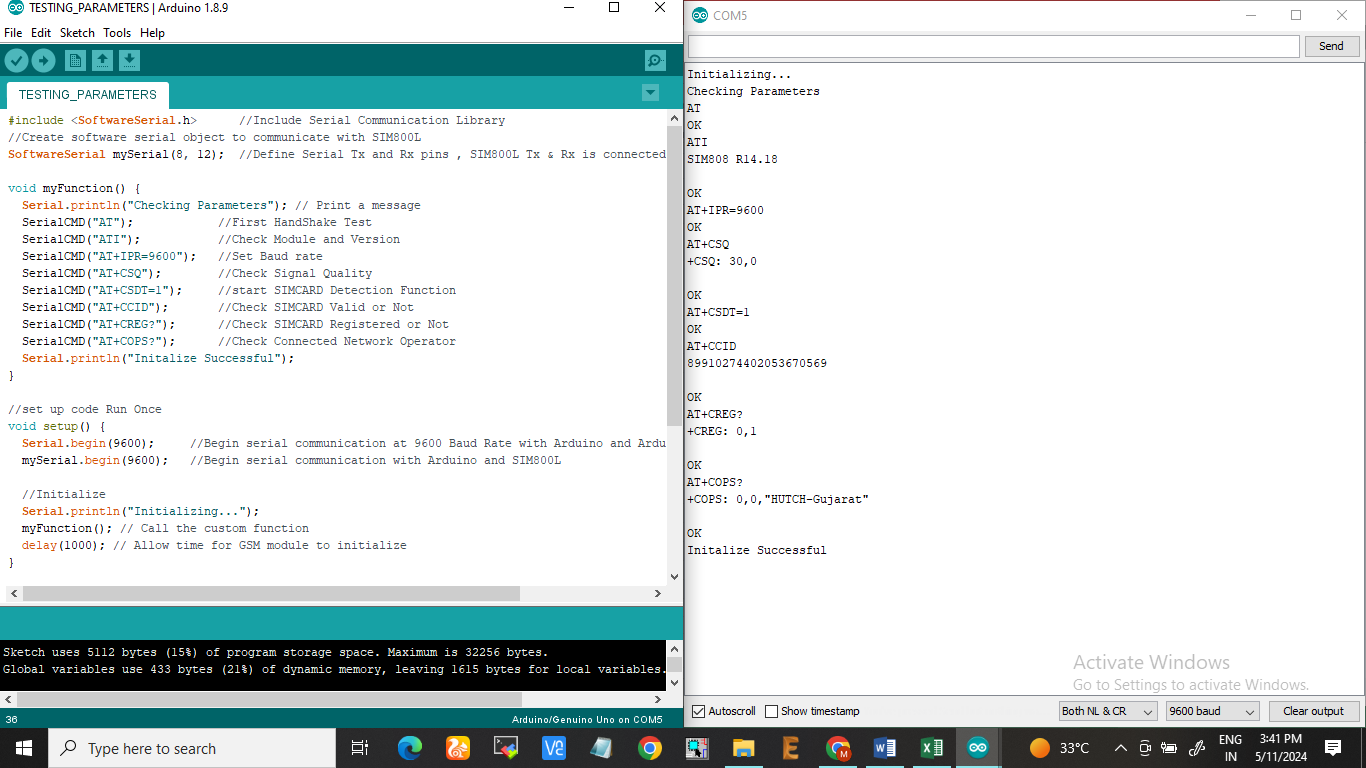 TESTING_PARAMETERS | Arduino 1.8.9
File Edit Sketch Tools Help
TESTING_PARAMETERS
#include <SoftwareSerial.h>      //Include Serial Communication Library
//Create software serial object to communicate with SIM800L
SoftwareSerial mySerial(8, 12);  //Define Serial Tx and Rx pins , SIM800L Tx & Rx is connected
void myFunction() {
  Serial.println("Checking Parameters"); // Print a message
  SerialCMD("AT");            //First HandShake Test
  SerialCMD("ATI");           //Check Module and Version
  SerialCMD("AT+IPR=9600");   //Set Baud rate
  SerialCMD("AT+CSQ");        //Check Signal Quality
  SerialCMD("AT+CSDT=1");     //start SIMCARD Detection Function
  SerialCMD("AT+CCID");       //Check SIMCARD Valid or Not
  SerialCMD("AT+CREG?");      //Check SIMCARD Registered or Not
  SerialCMD("AT+COPS?");      //Check Connected Network Operator
  Serial.println("Initalize Successful");
}
//set up code Run Once
void setup() {
  Serial.begin(9600);     //Begin serial communication at 9600 Baud Rate with Arduino and Ardu
  mySerial.begin(9600);   //Begin serial communication with Arduino and SIM800L
  //Initialize
  Serial.println("Initializing...");
  myFunction(); // Call the custom function
  delay(1000); // Allow time for GSM module to initialize
}
Sketch uses 5112 bytes (15%) of program storage space. Maximum is 32256 bytes.
Global variables use 433 bytes (21%) of dynamic memory, leaving 1615 bytes for local variables.
36
Arduino/Genuino Uno on COM5
COM5
Send
Initializing...
Checking Parameters
AT
OK
ATI
SIM808 R14.18
OK
AT+IPR=9600
OK
AT+CSQ
+CSQ: 30,0
OK
AT+CSDT=1
OK
AT+CCID
89910274402053670569
OK
AT+CREG?
+CREG: 0,1
OK
AT+COPS?
+COPS: 0,0,"HUTCH-Gujarat"
OK
Initalize Successful
Activate Windows
Go to Settings to activate Windows.
Autoscroll Show timestamp Both NL & CR 9600 baud Clear output
Type here to search
33°C
ENG
IN
3:41 PM
5/11/2024